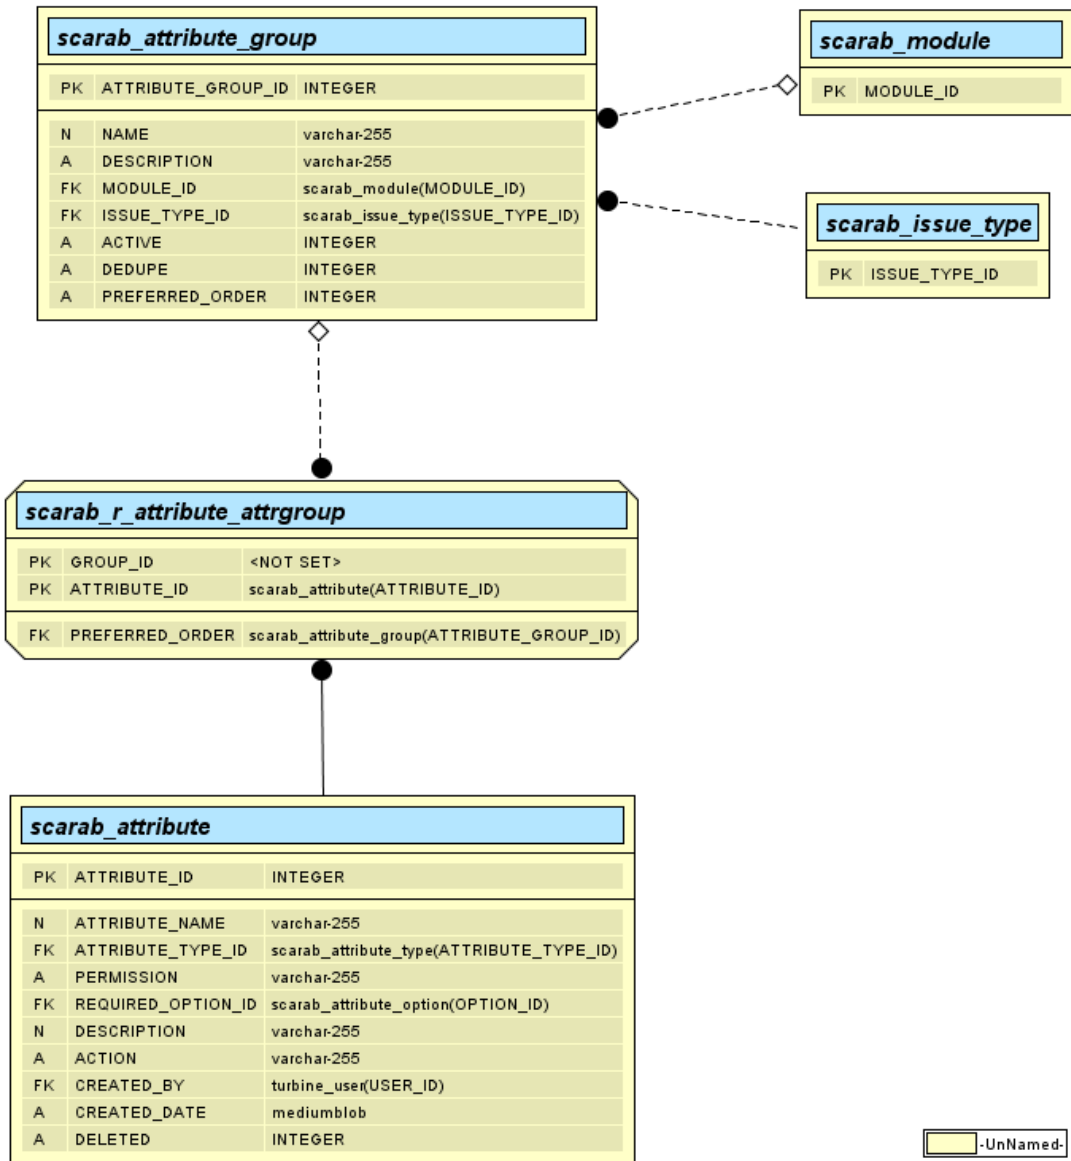 scarab_attribute_group
PK ATTRIBUTE_GROUP_ID INTEGER
N NAME varchar-255
A DESCRIPTION varchar-255
FK MODULE_ID scarab_module(MODULE_ID)
FK ISSUE_TYPE_ID scarab_issue_type(ISSUE_TYPE_ID)
A ACTIVE INTEGER
A DEDUPE INTEGER
A PREFERRED_ORDER INTEGER
scarab_module
PK MODULE_ID
scarab_issue_type
PK ISSUE_TYPE_ID
scarab_r_attribute_attrgroup
PK GROUP_ID <NOT SET>
PK ATTRIBUTE_ID scarab_attribute(ATTRIBUTE_ID)
FK PREFERRED_ORDER scarab_attribute_group(ATTRIBUTE_GROUP_ID)
scarab_attribute
PK ATTRIBUTE_ID INTEGER
N ATTRIBUTE_NAME varchar-255
FK ATTRIBUTE_TYPE_ID scarab_attribute_type(ATTRIBUTE_TYPE_ID)
A PERMISSION varchar-255
FK REQUIRED_OPTION_ID scarab_attribute_option(OPTION_ID)
N DESCRIPTION varchar-255
A ACTION varchar-255
FK CREATED_BY turbine_user(USER_ID)
A CREATED_DATE mediumblob
A DELETED INTEGER
-UnNamed-